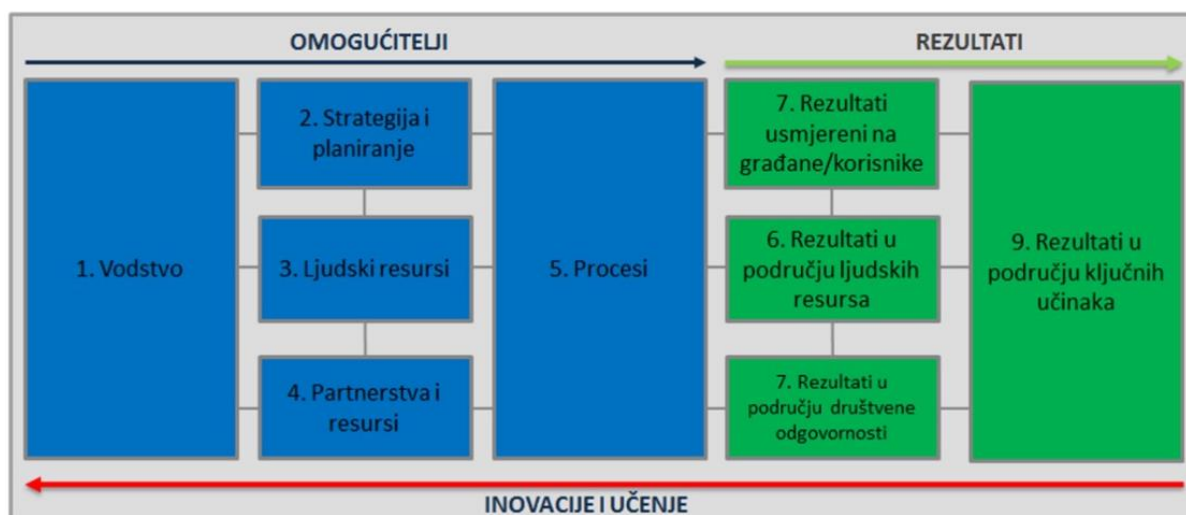 OMOGUĆITELJI
REZULTATI
1. Vodstvo
2. Strategija i
planiranje
3. Ljudski resursi
4. Partnerstva i
resursi
5. Procesi
7. Rezultati
usmjereni na
građane/korisnike
6. Rezultati u
području ljudskih
resursa
7. Rezultati u
području društvene
odgovornosti
9. Rezultati u
području ključnih
učinaka
INOVACIJE I UČENJE